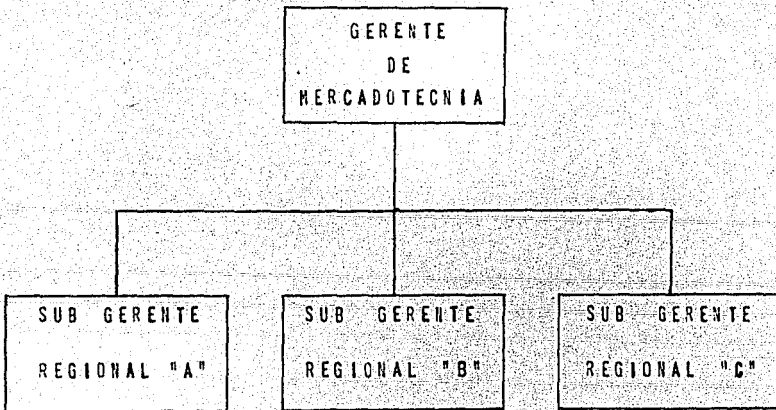 GERENTE
DE
MERCADOTECNIA
SUB GERENTE
REGIONAL "A"
SUB GERENTE
REGIONAL "B"
SUB GERENTE
REGIONAL "C"